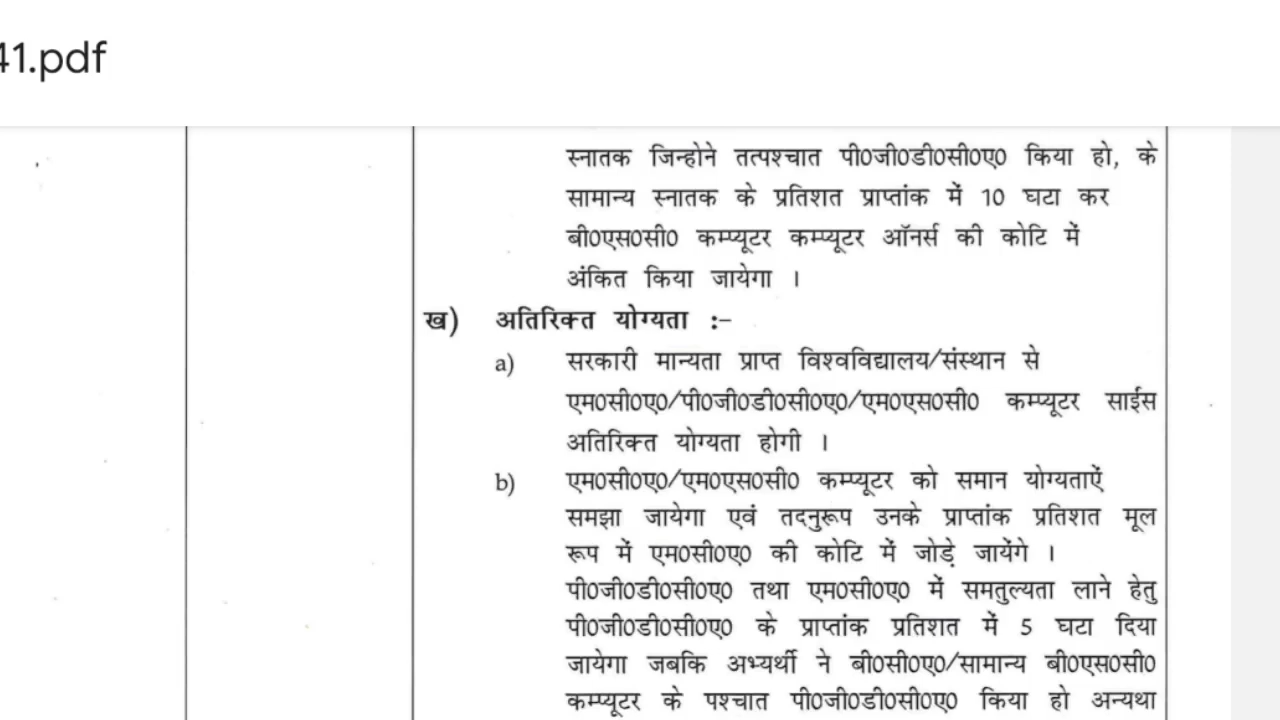 41.pdf
स्नातक जिन्होने तत्पश्चात पी0जी0डी0सी0ए0 किया हो, के
सामान्य स्नातक के प्रतिशत प्राप्तांक में 10 घटा कर
बी0एस0सी0 कम्प्यूटर कम्प्यूटर ऑनर्स की कोटि में
अंकित किया जायेगा ।
ख) अतिरिक्त योग्यता :-
a) सरकारी मान्यता प्राप्त विश्वविद्यालय/संस्थान से
एम0सी0ए0/पी0जी0डी0सी0ए0/एम0एस0सी0 कम्प्यूटर साईंस
अतिरिक्त योग्यता होगी ।
b) एम0सी0ए0/एम0एस0सी0 कम्प्यूटर को समान योग्यताऐं
समझा जायेगा एवं तदनुरूप उनके प्राप्तांक प्रतिशत मूल
रूप में एम0सी0ए0 की कोटि में जोड़े जायेंगे ।
पी0जी0डी0सी0ए0 तथा एम0सी0ए0 में समतुल्यता लाने हेतु
पी0जी0डी0सी0ए0 के प्राप्तांक प्रतिशत में 5 घटा दिया
जायेगा जबकि अभ्यर्थी ने बी0सी0ए0/सामान्य बी0एस0सी0
कम्प्यूटर के पश्चात पी0जी0डी0सी0ए0 किया हो अन्यथा